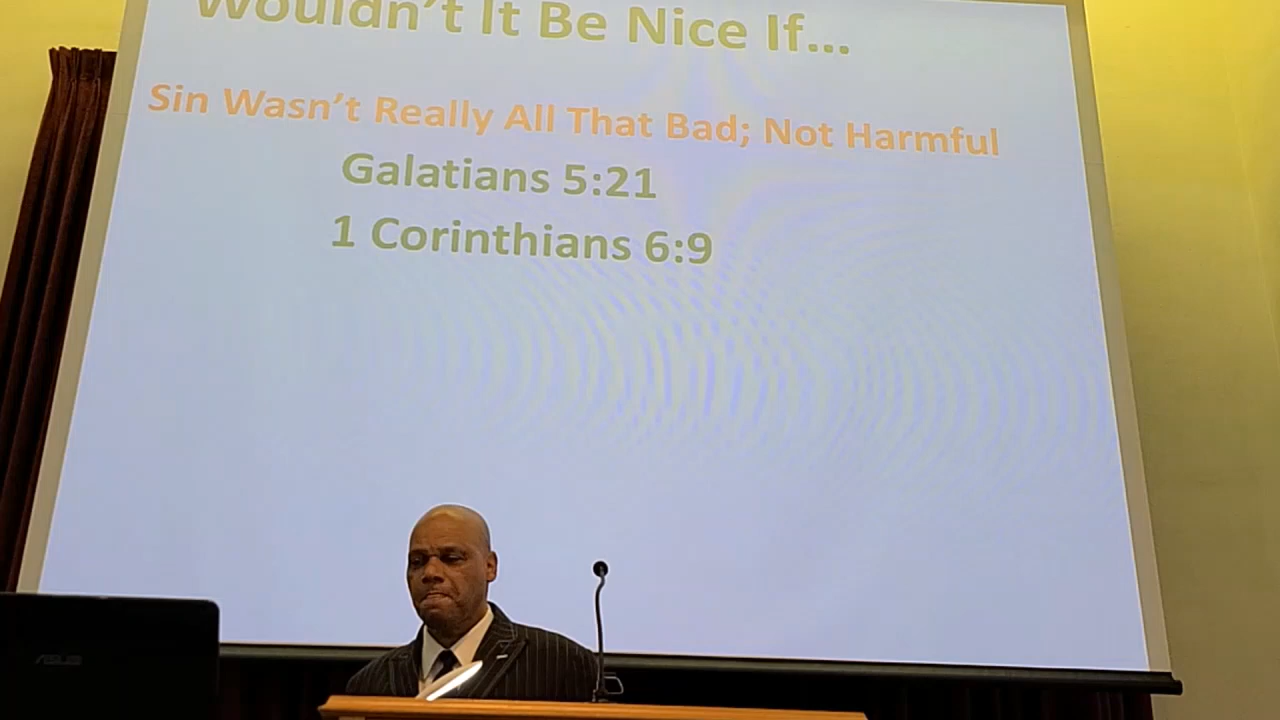 Wouldn't It Be Nice If...
Sin Wasn't Really All That Bad; Not Harmful
Galatians 5:21
1 Corinthians 6:9
ASUS